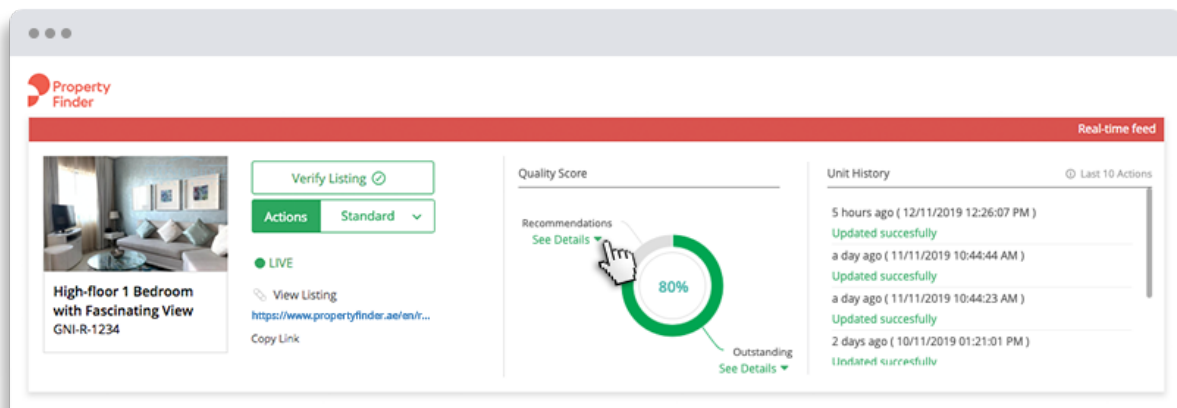 Property
Finder
Real-time feed
High-floor 1 Bedroom
with Fascinating View
GNI-R-1234
Verify Listing
Actions Standard
LIVE
View Listing
https://www.propertyfinder.ae/en/r...
Copy Link
Quality Score
Recommendations
See Details
80%
Outstanding
See Details
Unit History Last 10 Actions
5 hours ago ( 12/11/2019 12:26:07 PM )
Updated succesfully
a day ago ( 11/11/2019 10:44:44 AM )
Updated succesfully
a day ago ( 11/11/2019 10:44:23 AM )
Updated succesfully
2 days ago ( 10/11/2019 01:21:01 PM )
Updated succesfully